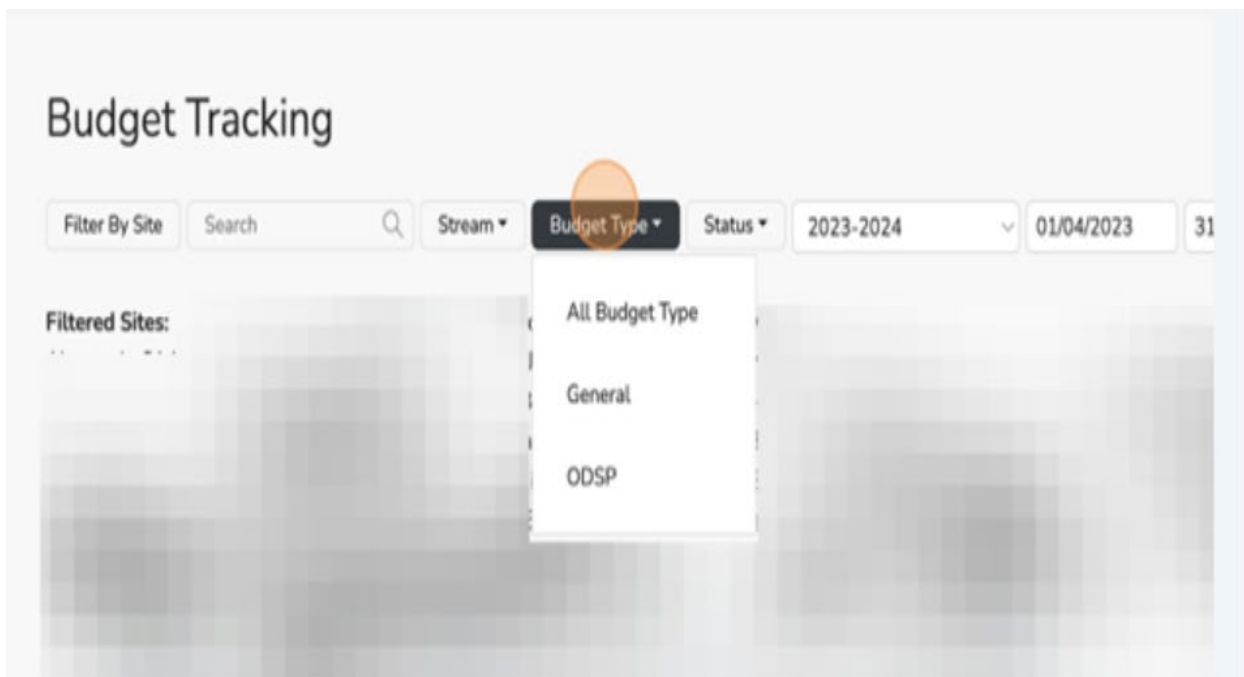 Budget Tracking
Filter By Site Search Stream Budget Type Status 2023-2024 01/04/2023 31
Filtered Sites:
All Budget Type
General
ODSP